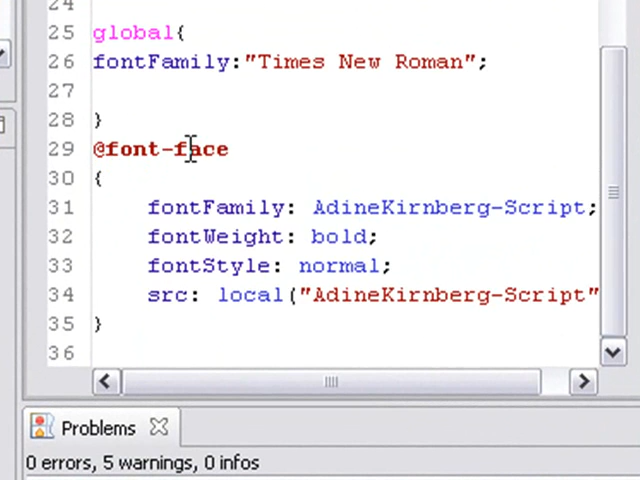 24
25 global{
26 fontFamily:"Times New Roman";
27
28 }
29 @font-face
30 {
31 fontFamily: AdineKirnberg-Script;
32 fontWeight: bold;
33 fontStyle: normal;
34 src: local("AdineKirnberg-Script"
35 }
36
Problems
0 errors, 5 warnings, 0 infos